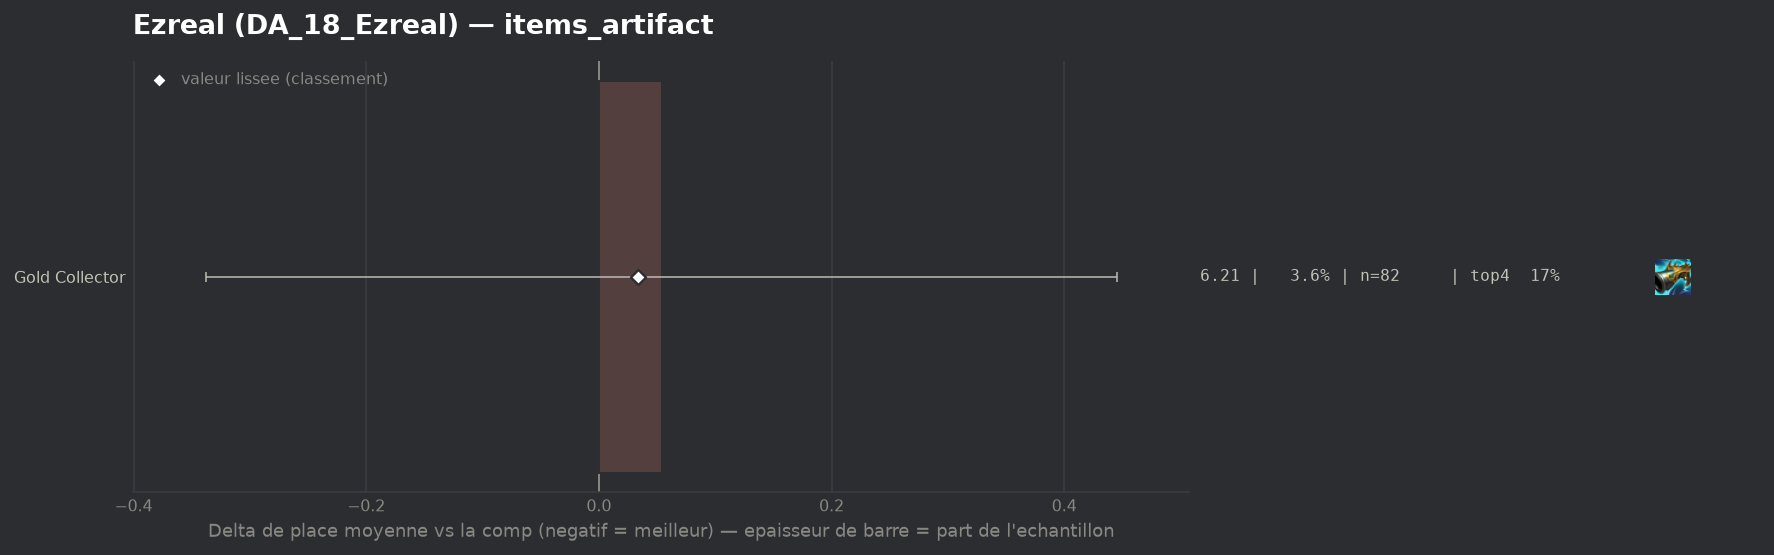 Ezreal (DA_18_Ezreal) — items_artifact
valeur lissee (classement)
Gold Collector
6.21 | 3.6% | n=82 | top4 17%
−0.4 −0.2 0.0 0.2 0.4
Delta de place moyenne vs la comp (negatif = meilleur) — epaisseur de barre = part de l'echantillon